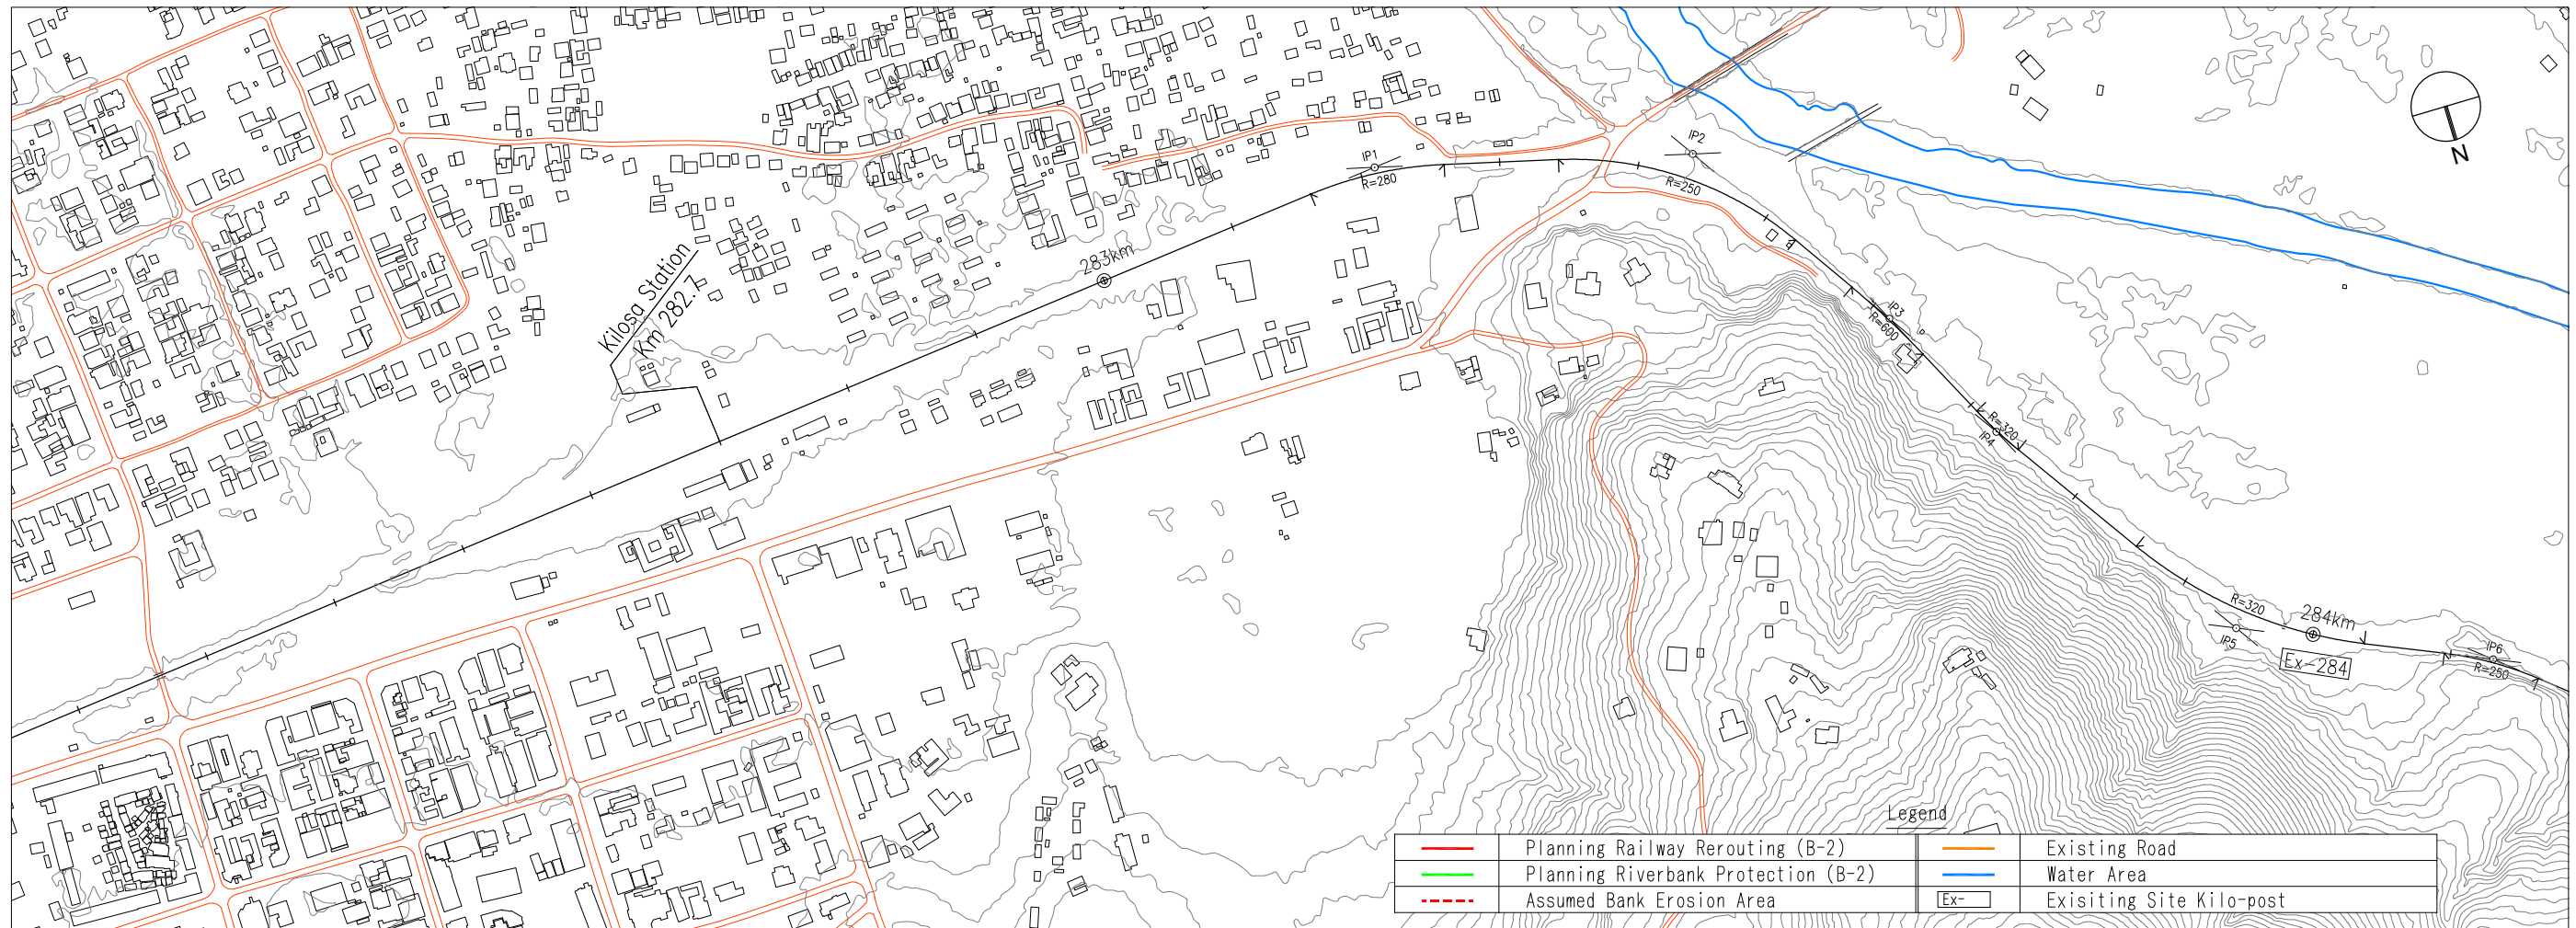 IP1
R=280
IP2
R=250
N
Kilosa Station
Km 282.7
283km
IP3
R=600
R=320
IP4
R=320
284km
IP5
Ex-284
IP6
R=250
Legend
Planning Railway Rerouting (B-2)
Existing Road
Planning Riverbank Protection (B-2)
Water Area
Assumed Bank Erosion Area
Ex-
Exisiting Site Kilo-post